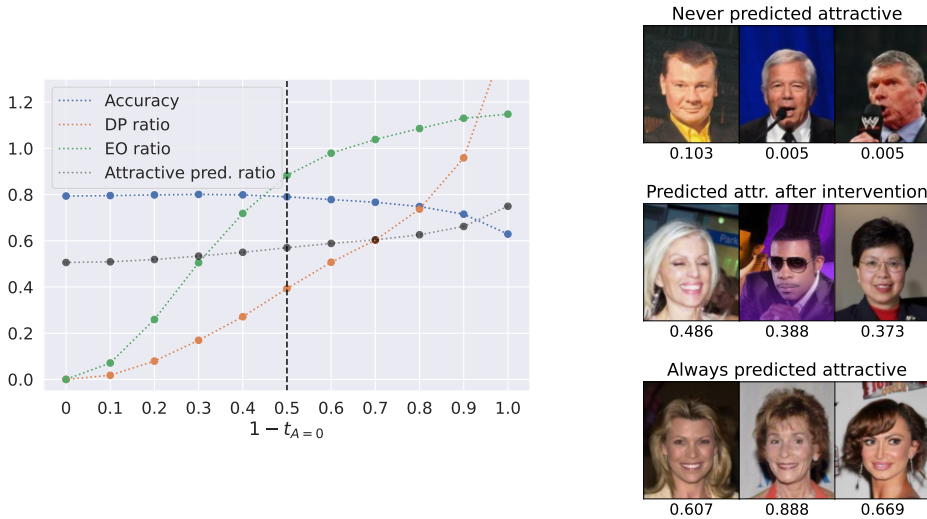 Accuracy
DP ratio
EO ratio
Attractive pred. ratio
1.2
1.0
0.8
0.6
0.4
0.2
0.0
0 0.1 0.2 0.3 0.4 0.5 0.6 0.7 0.8 0.9 1.0
1 − t_{A=0}
Never predicted attractive
W
0.103 0.005 0.005
Predicted attr. after intervention
Park
0.486 0.388 0.373
Always predicted attractive
0.607 0.888 0.669